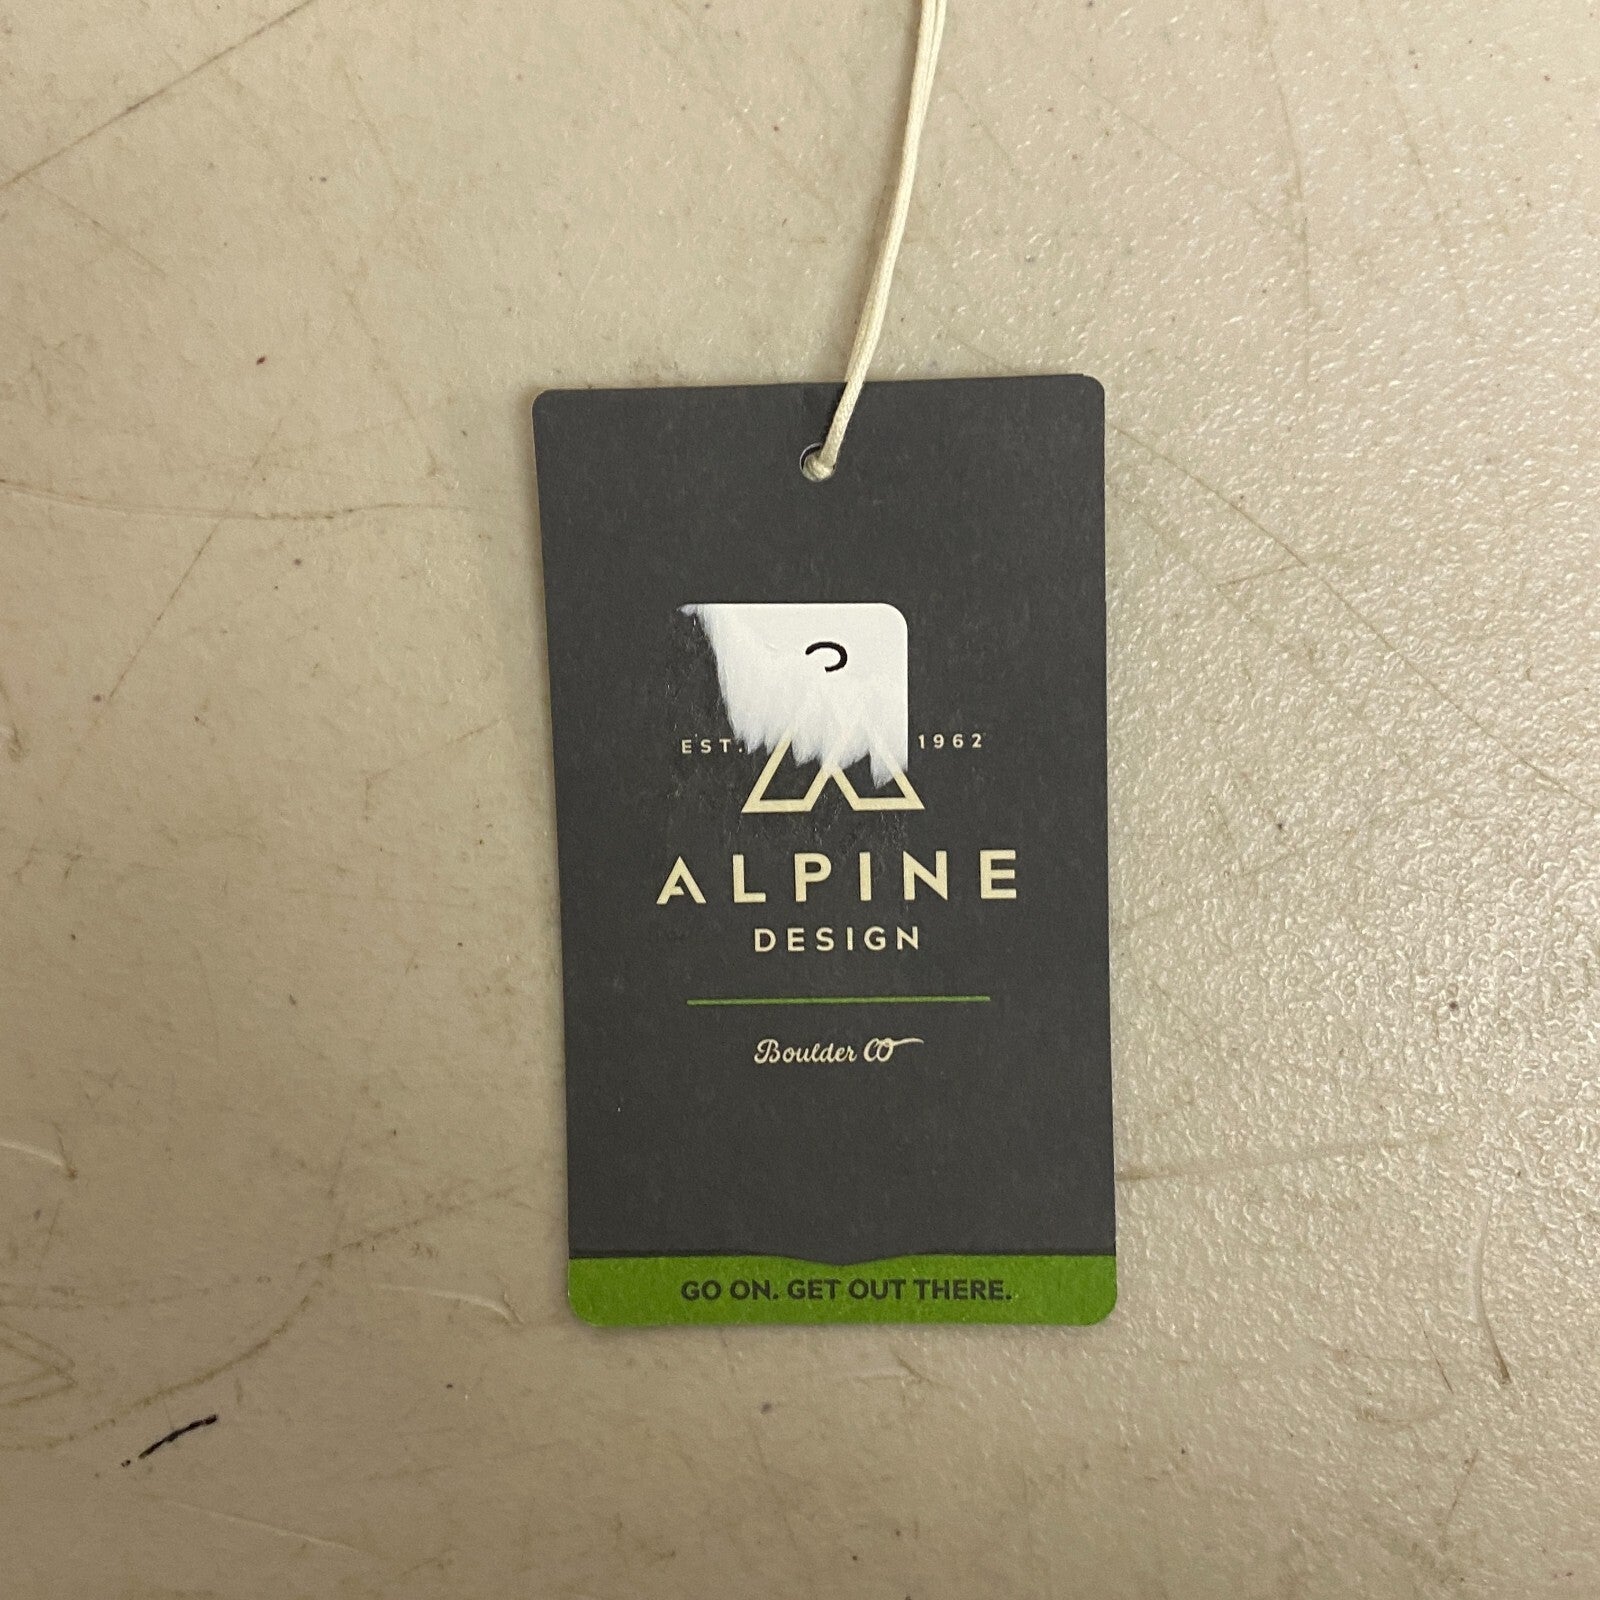 EST. 1962
ALPINE
DESIGN
Boulder CO
GO ON. GET OUT THERE.